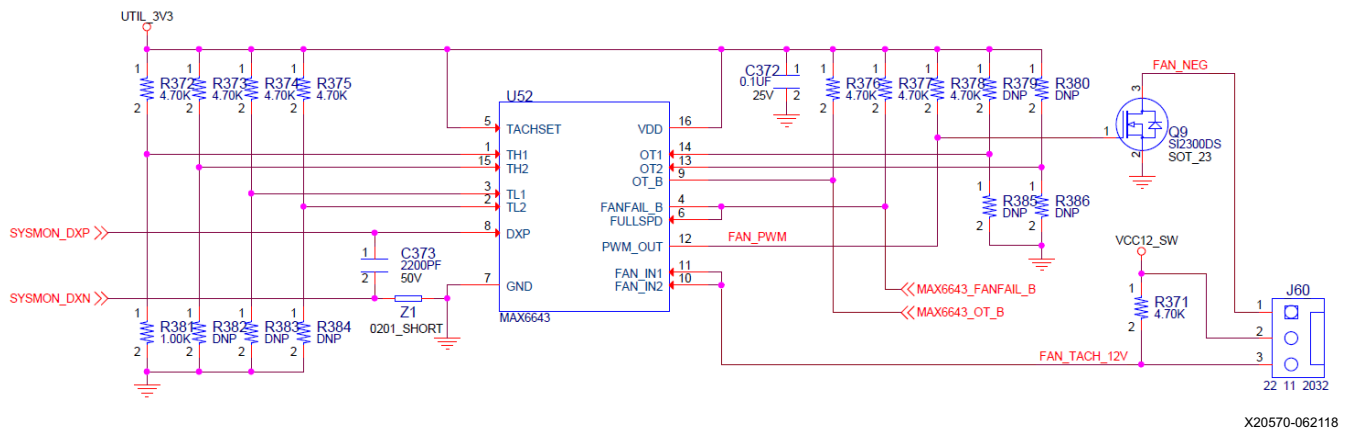 UTIL_3V3
1 R372 4.70K 2
1 R373 4.70K 2
1 R374 4.70K 2
1 R375 4.70K 2
C372 1
0.1UF
25V 2
1 R376 4.70K 2
1 R377 4.70K 2
1 R378 4.70K 2
1 R379 DNP 2
1 R380 DNP 2
FAN_NEG
3
1
2
Q9
SI2300DS
SOT_23
U52
5 TACHSET
1 TH1
15 TH2
3 TL1
2 TL2
8 DXP
7 GND
VDD 16
OT1 14
OT2 13
OT_B 9
FANFAIL_B 4
FULLSPD 6
PWM_OUT 12
FAN_IN1 11
FAN_IN2 10
MAX6643
FAN_PWM
1 R385 DNP 2
1 R386 DNP 2
SYSMON_DXP
1 C373
2200PF
2 50V
SYSMON_DXN
Z1
0201_SHORT
1 R381 1.00K 2
1 R382 DNP 2
1 R383 DNP 2
1 R384 DNP 2
MAX6643_FANFAIL_B
MAX6643_OT_B
VCC12_SW
1 R371 4.70K 2
FAN_TACH_12V
J60
1
2
3
22 11 2032
X20570-062118